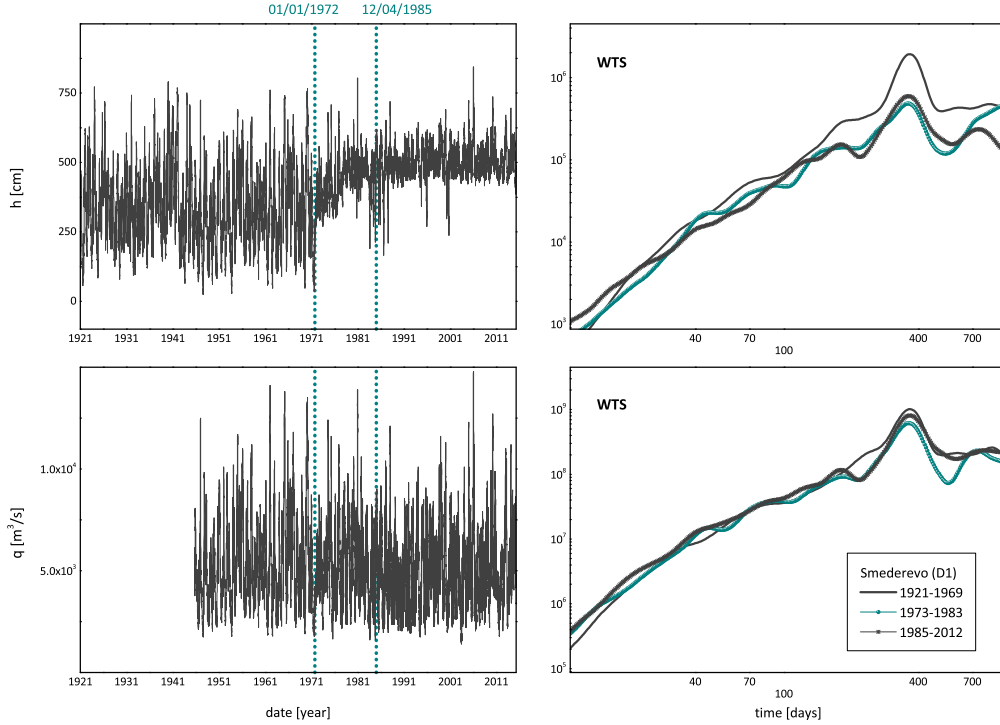 01/01/1972 12/04/1985
h [cm]
750
500
250
0
1921 1931 1941 1951 1961 1971 1981 1991 2001 2011
WTS
10⁶
10⁵
10⁴
10³
40 100 400 700
q [m³/s]
1.0x10⁴
5.0x10³
1921 1931 1941 1951 1961 1971 1981 1991 2001 2011
date [year]
WTS
10⁹
10⁸
10⁷
10⁶
10⁵
Smederevo (D1)
1921-1969
1973-1983
1985-2012
40 100 400 700
time [days]